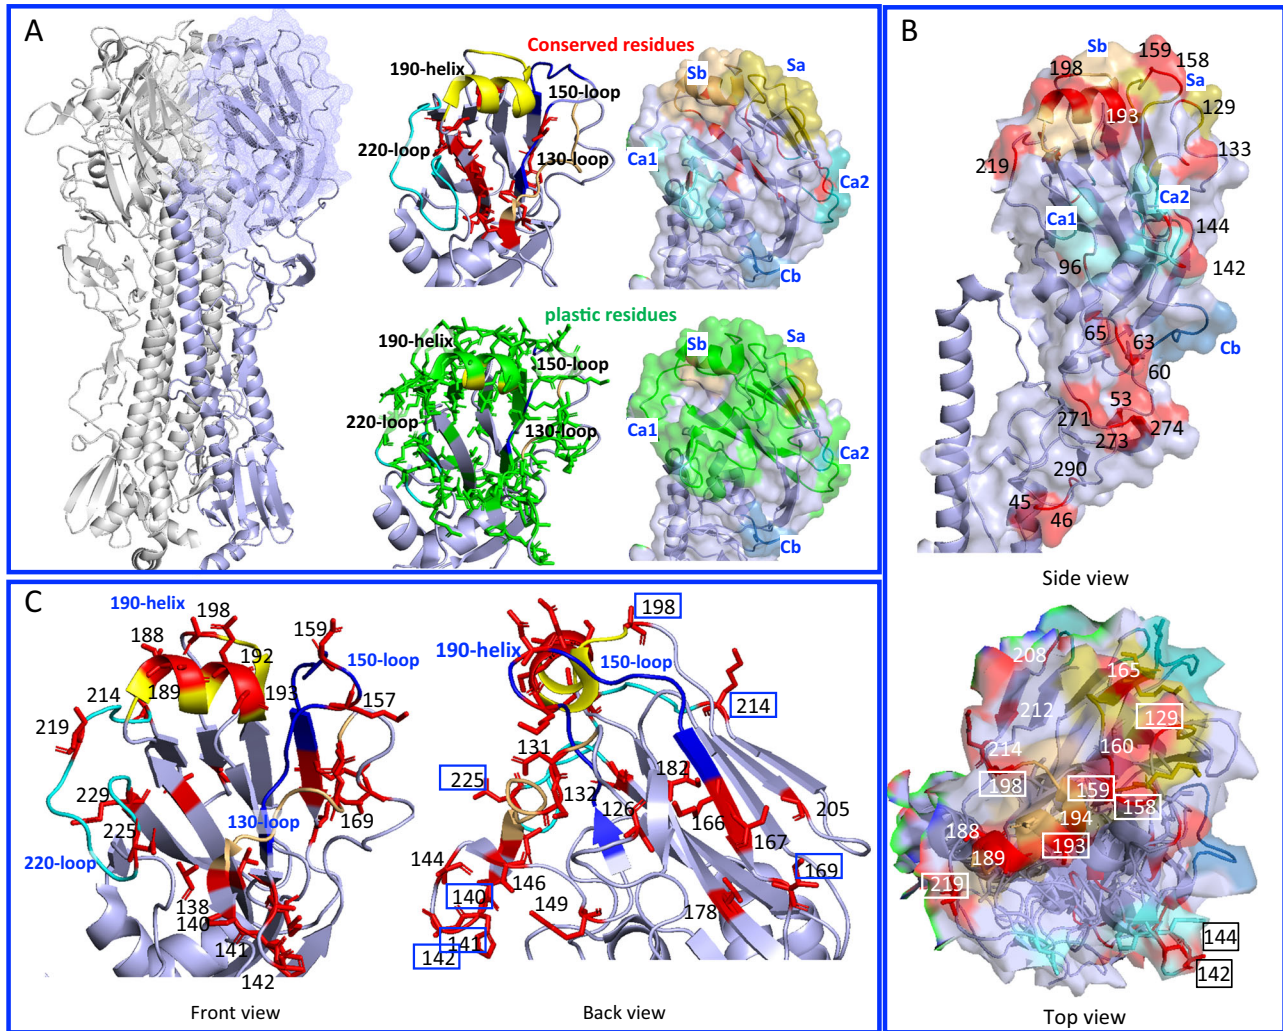 A
Conserved residues
190-helix
150-loop
220-loop
130-loop
Sb
Sa
Ca1
Ca2
Cb
plastic residues
190-helix
150-loop
220-loop
130-loop
Sb
Sa
Ca1
Ca2
Cb
B
Sb
159
158
198
Sa
193
129
219
133
Ca1
Ca2
144
96
142
65
63
Cb
60
53
271
273
274
290
45
46
Side view
208
165
212
129
214
160
198
159
158
194
188
193
189
219
144
142
Top view
C
190-helix
198
159
188
192
150-loop
214
189
193
157
219
229
225
130-loop
169
220-loop
138
140
141
142
Front view
198
190-helix
150-loop
214
131
182
225
132
126
205
166
167
144
146
169
140
149
178
141
142
Back view